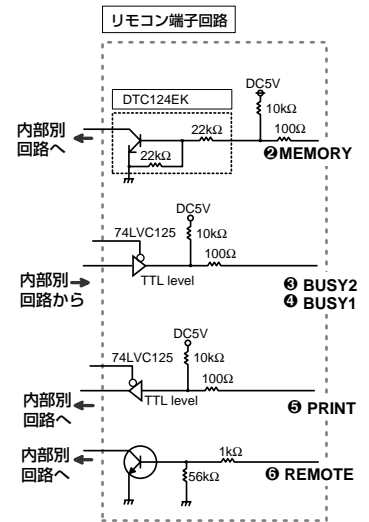 リモコン端子回路
DTC124EK
DC5V
10kΩ
内部別
回路へ
22kΩ
100Ω
22kΩ
❷MEMORY
DC5V
74LVC125
10kΩ
100Ω
内部別
回路から
TTL level
❸ BUSY2
❹ BUSY1
DC5V
74LVC125
10kΩ
100Ω
内部別
回路へ
TTL level
❺ PRINT
内部別
回路へ
1kΩ
56kΩ
❻ REMOTE